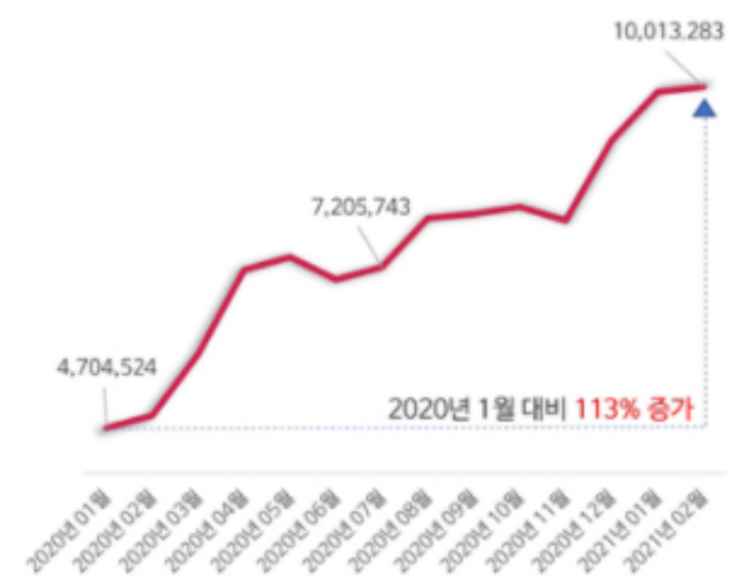 10,013,283
7,205,743
4,704,524
2020년 1월 대비 113% 증가
2020년 01월
2020년 02월
2020년 03월
2020년 04월
2020년 05월
2020년 06월
2020년 07월
2020년 08월
2020년 09월
2020년 10월
2020년 11월
2020년 12월
2021년 01월
2021년 02월